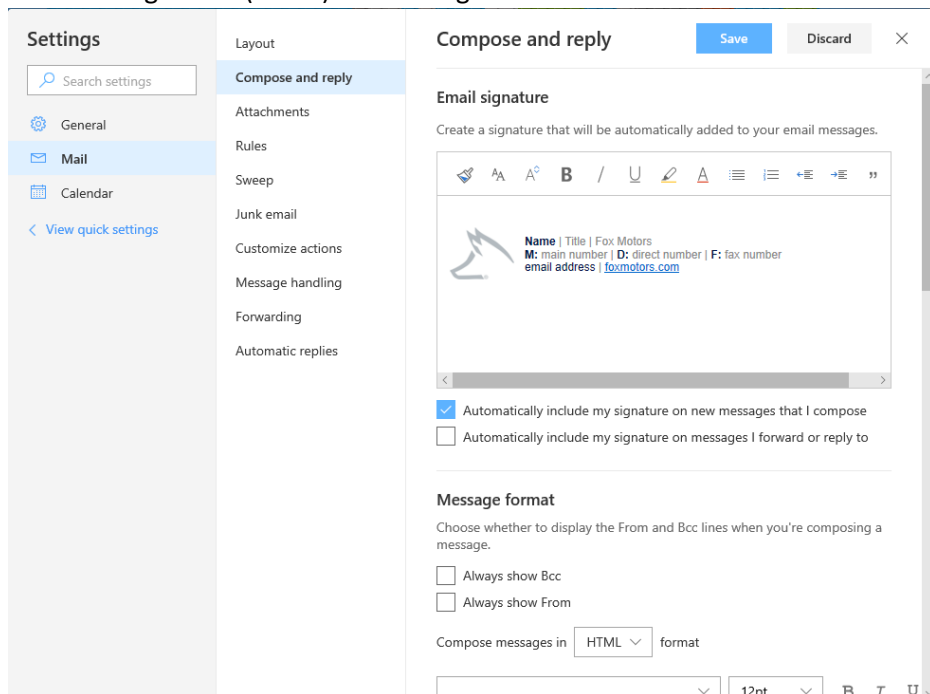 Settings
Search settings
General
Mail
Calendar
View quick settings
Layout
Compose and reply
Attachments
Rules
Sweep
Junk email
Customize actions
Message handling
Forwarding
Automatic replies
Compose and reply
Save
Discard
Email signature
Create a signature that will be automatically added to your email messages.
Name | Title | Fox Motors
M: main number | D: direct number | F: fax number
email address | foxmotors.com
Automatically include my signature on new messages that I compose
Automatically include my signature on messages I forward or reply to
Message format
Choose whether to display the From and Bcc lines when you're composing a
message.
Always show Bcc
Always show From
Compose messages in HTML format
12pt B I U